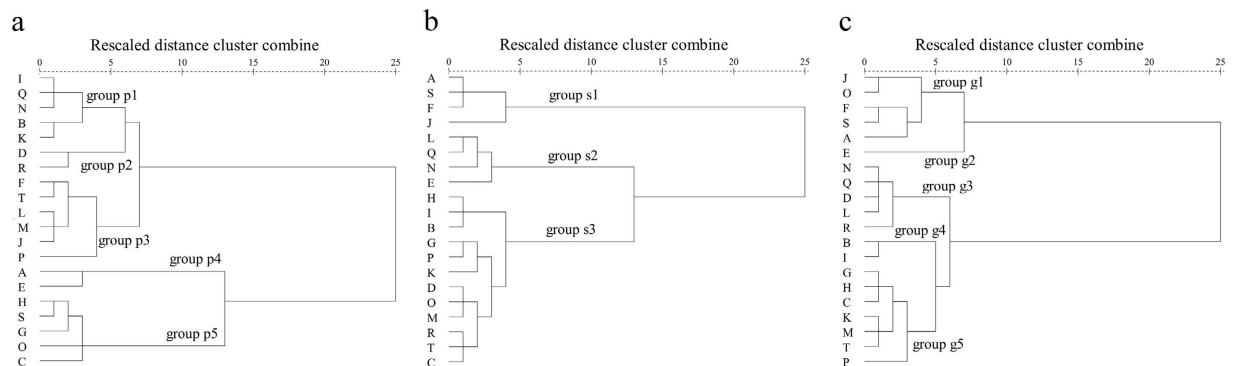 a
Rescaled distance cluster combine
0 5 10 15 20 25
I
Q
N
B
K
D
R
F
T
L
M
J
P
A
E
H
S
G
O
C
group p1
group p2
group p3
group p4
group p5
b
Rescaled distance cluster combine
0 5 10 15 20 25
A
S
F
J
L
Q
N
E
H
I
B
G
P
K
D
O
M
R
T
C
group s1
group s2
group s3
c
Rescaled distance cluster combine
0 5 10 15 20 25
J
O
F
S
A
E
N
Q
D
L
R
B
I
G
H
C
K
M
T
P
group g1
group g2
group g3
group g4
group g5